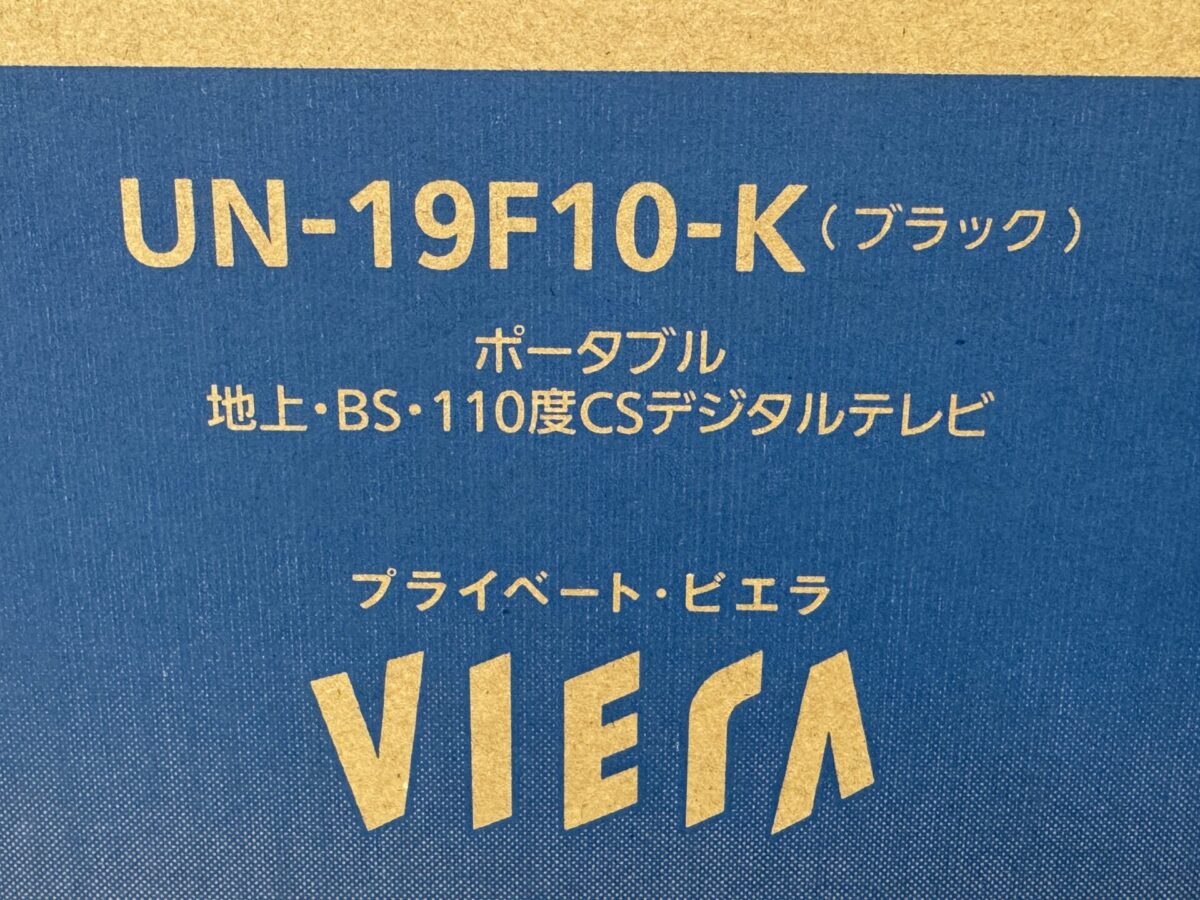 UN-19F10-K（ブラック）
ポータブル
地上・BS・110度CSデジタルテレビ
プライベート・ビエラ
VIErA